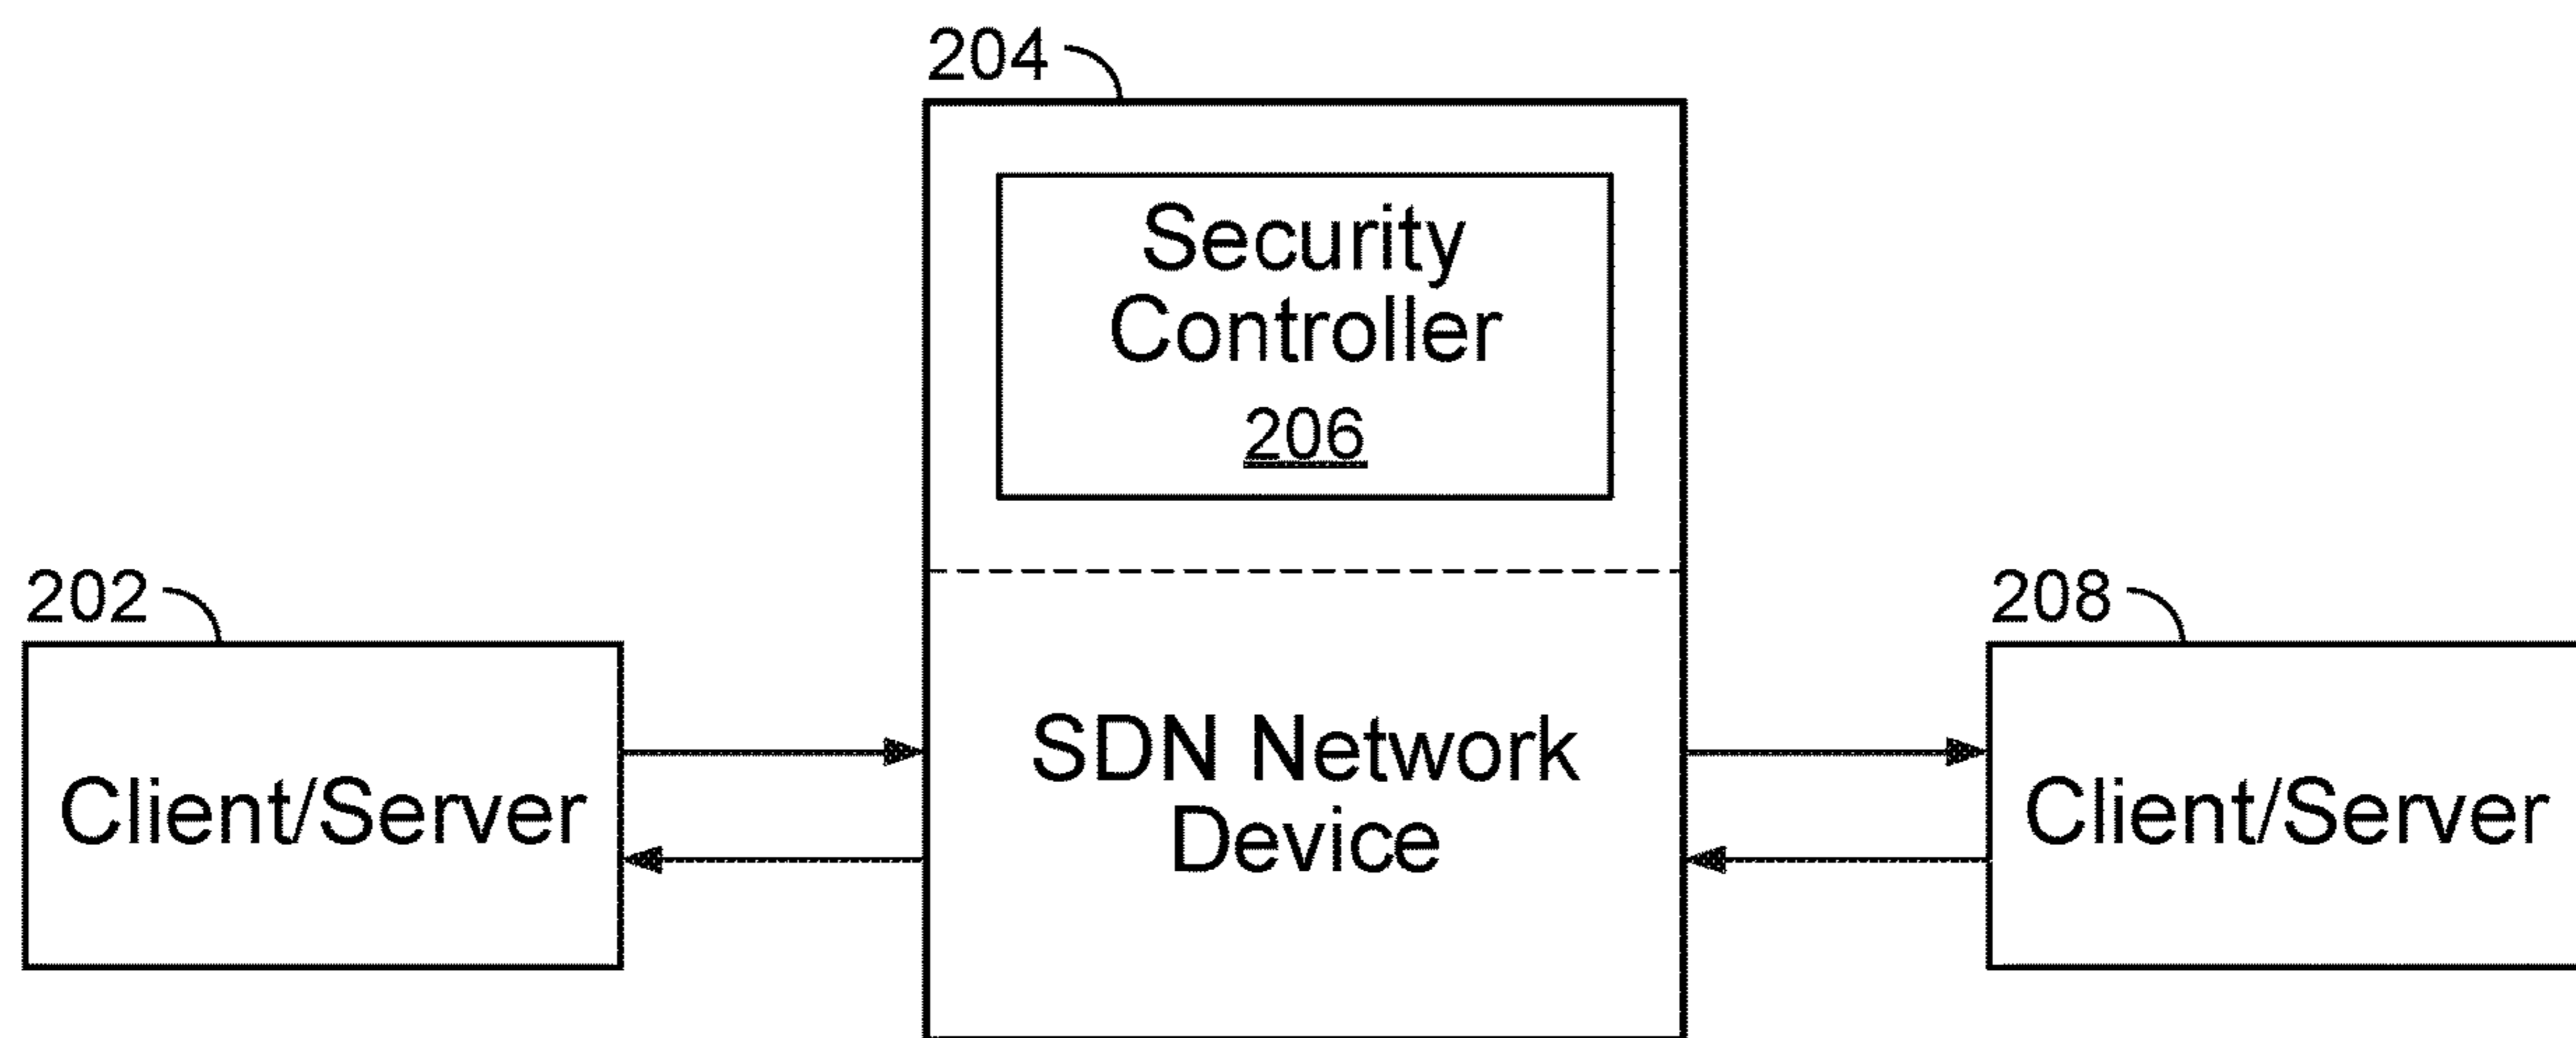 204
Security
Controller
206
202
208
SDN Network
Device
Client/Server
Client/Server